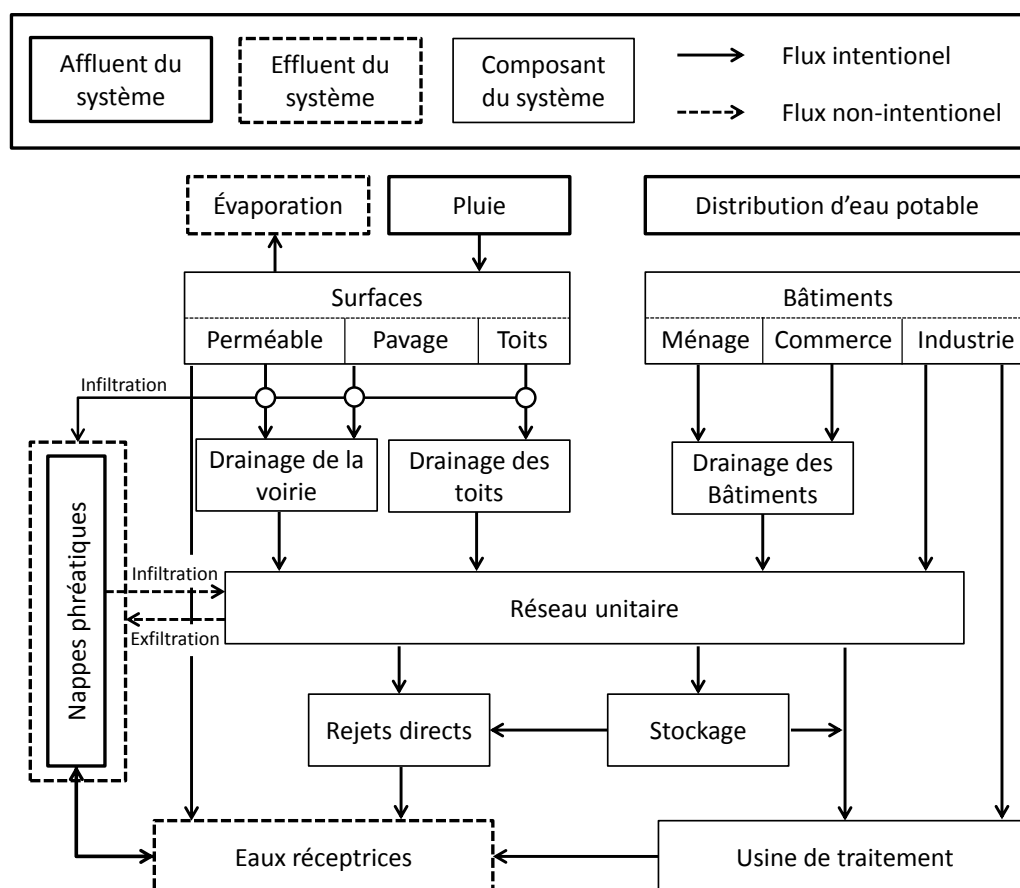 Affluent du
système
Effluent du
système
Composant
du système
Flux intentionel
Flux non-intentionel
Évaporation
Pluie
Distribution d'eau potable
Surfaces
Perméable
Pavage
Toits
Bâtiments
Ménage
Commerce
Industrie
Infiltration
Drainage de la
voirie
Drainage des
toits
Drainage des
Bâtiments
Nappes phréatiques
Infiltration
Exfiltration
Réseau unitaire
Rejets directs
Stockage
Eaux réceptrices
Usine de traitement